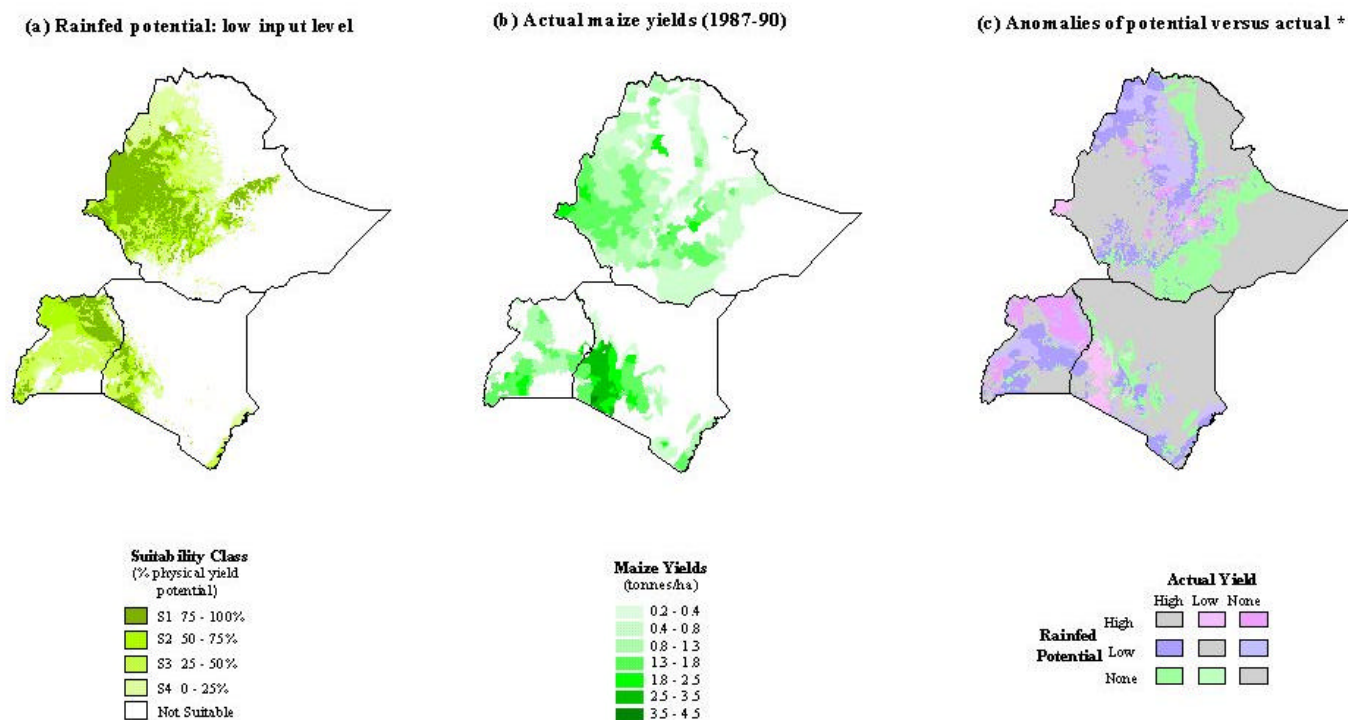 (a) Rainfed potential: low input level
(b) Actual maize yields (1987-90)
(c) Anomalies of potential versus actual *
Suitability Class
(% physical yield
potential)
S1 75 - 100%
S2 50 - 75%
S3 25 - 50%
S4 0 - 25%
Not Suitable
Maize Yields
(tonnes/ha)
0.2 - 0.4
0.4 - 0.8
0.8 - 1.3
1.3 - 1.8
1.8 - 2.5
2.5 - 3.5
3.5 - 4.5
Actual Yield
High Low None
Rainfed
Potential
High
Low
None